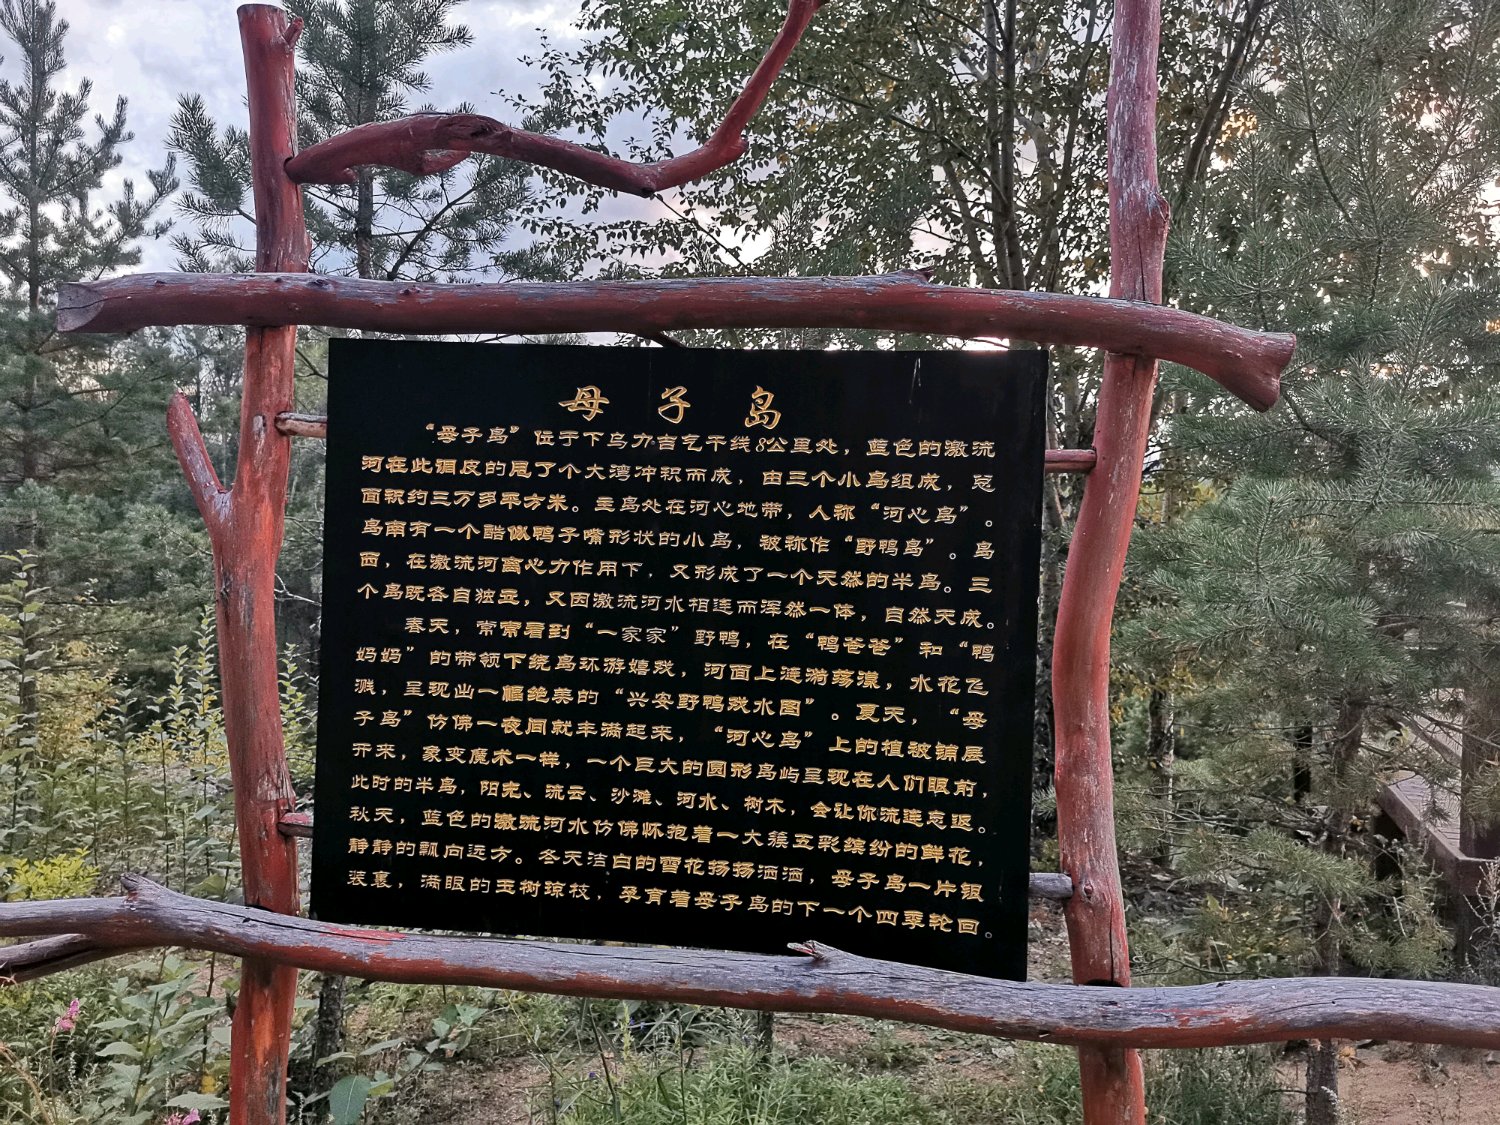 母子岛
“母子岛”位于下乌力吉乞干线8公里处，蓝色的激流
河在此调皮的甩了个大湾冲积而成，由三个小岛组成，总
面积约三万多平方米。主岛处在河心地带，人称“河心岛”。
岛南有一个酷似鸭子嘴形状的小岛，被称作“野鸭岛”。岛
西，在激流河离心力作用下，又形成了一个天然的半岛。三
个岛既各自独显，又因激流河水相连而浑然一体，自然天成。
春天，常常看到“一家家”野鸭，在“鸭爸爸”和“鸭
妈妈”的带领下绕岛环游嬉戏，河面上涟漪荡漾，水花飞
溅，呈现出一幅绝美的“兴安野鸭戏水图”。夏天，“母
子岛”仿佛一夜间就丰满起来，“河心岛”上的植被铺展
开来，象变魔术一样，一个巨大的圆形岛屿呈现在人们眼前，
此时的半岛，阳光、流云、沙滩、河水、树木，会让你流连忘返。
秋天，蓝色的激流河水仿佛怀抱着一大簇五彩缤纷的鲜花，
静静的飘向远方。冬天洁白的雪花扬扬洒洒，母子岛一片银
装裹，满眼的玉树琼枝，孕育着母子岛的下一个四季轮回。